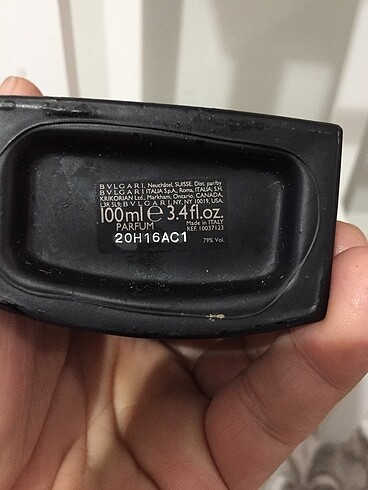 BVLGARI, Neuchâtel, SUISSE. Dist. par/by
BVLGARI ITALIA S.p.A., Roma, ITALIA; S.H.
KRIKORIAN Ltd., Markham, Ontario, CANADA,
L3R 5L9; BVLGARI, NY, NY 10019, USA.
100ml ℮ 3.4fl.oz.
PARFUM
Made in ITALY
REF. 10037123
20H16AC1
79% Vol.